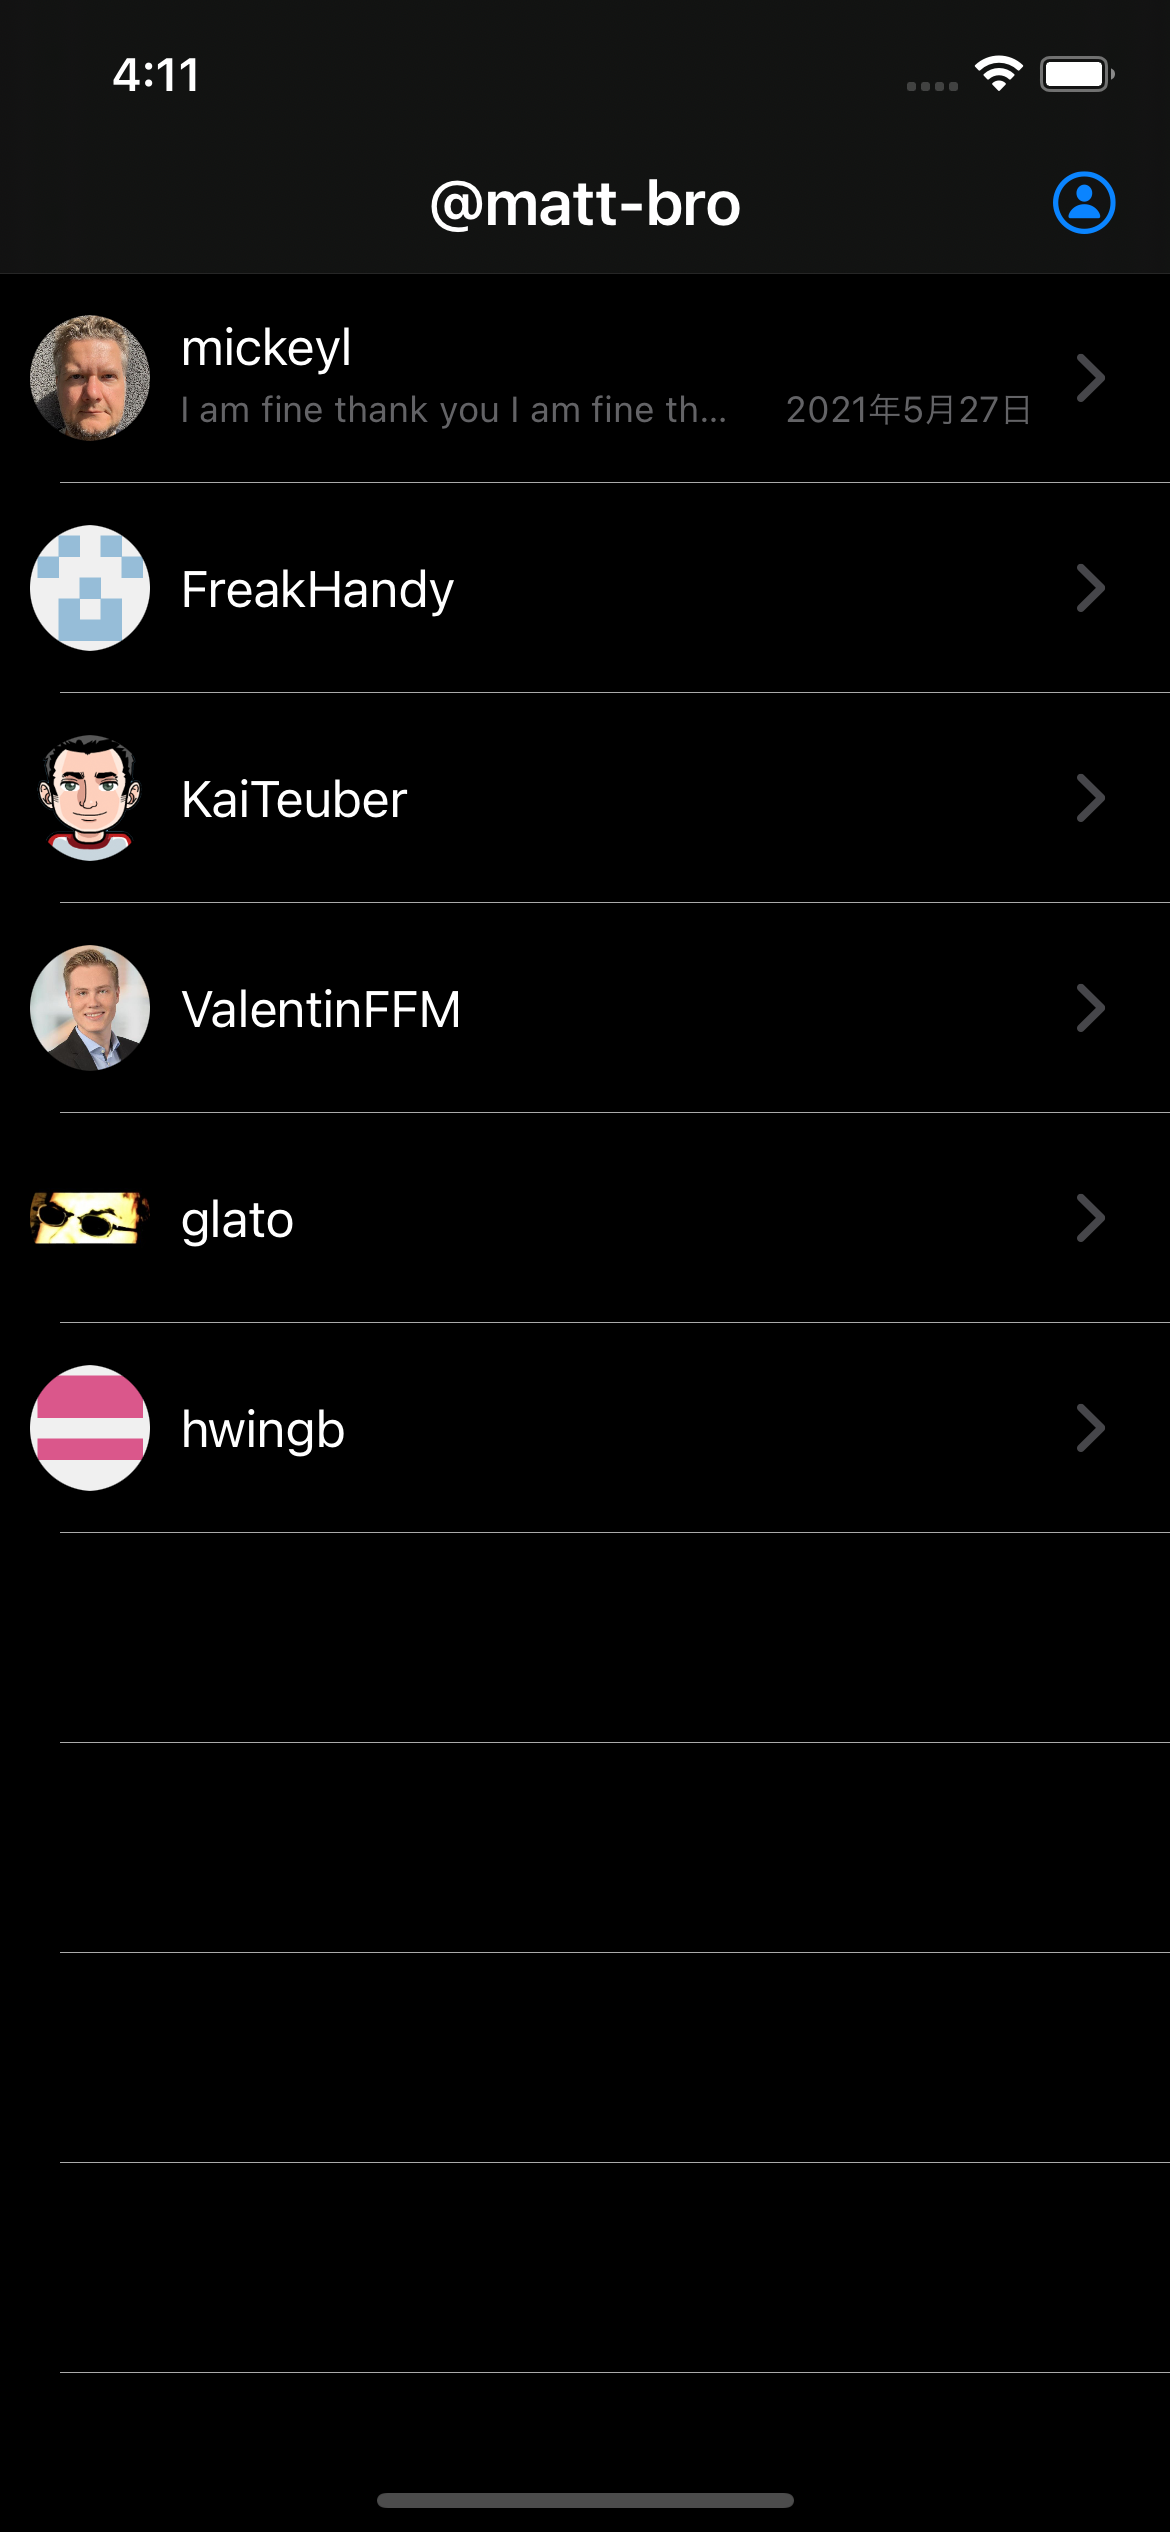 4:11
@matt-bro
mickeyl
I am fine thank you I am fine th... 2021年5月27日
FreakHandy
KaiTeuber
ValentinFFM
glato
hwingb